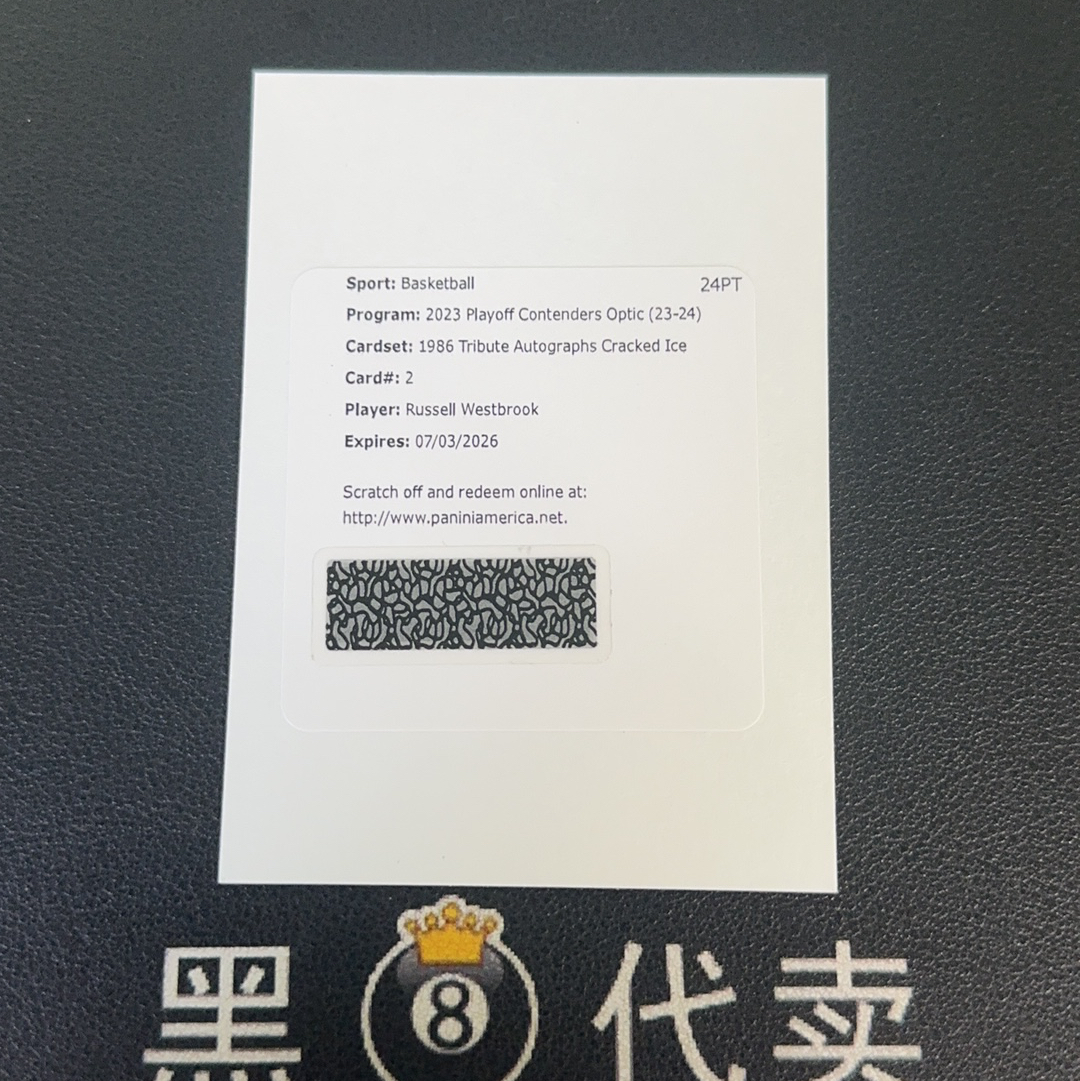 Sport: Basketball 24PT
Program: 2023 Playoff Contenders Optic (23-24)
Cardset: 1986 Tribute Autographs Cracked Ice
Card#: 2
Player: Russell Westbrook
Expires: 07/03/2026
Scratch off and redeem online at:
http://www.paniniamerica.net.
黑8代卖